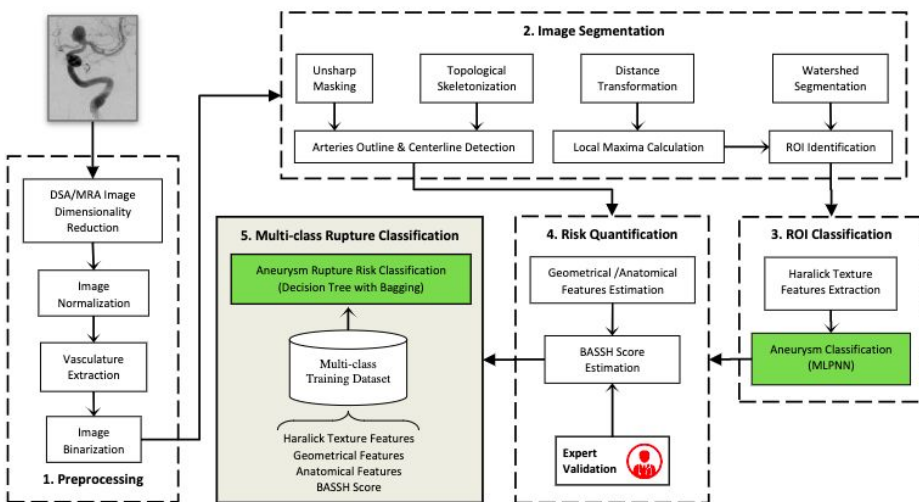 2. Image Segmentation
Unsharp
Masking
Topological
Skeletonization
Distance
Transformation
Watershed
Segmentation
Arteries Outline & Centerline Detection
Local Maxima Calculation
ROI Identification
DSA/MRA Image
Dimensionality
Reduction
Image
Normalization
Vasculature
Extraction
Image
Binarization
1. Preprocessing
5. Multi-class Rupture Classification
Aneurysm Rupture Risk Classification
(Decision Tree with Bagging)
Multi-class
Training Dataset
Haralick Texture Features
Geometrical Features
Anatomical Features
BASSH Score
4. Risk Quantification
Geometrical /Anatomical
Features Estimation
BASSH Score
Estimation
Expert
Validation
3. ROI Classification
Haralick Texture
Features Extraction
Aneurysm Classification
(MLPNN)